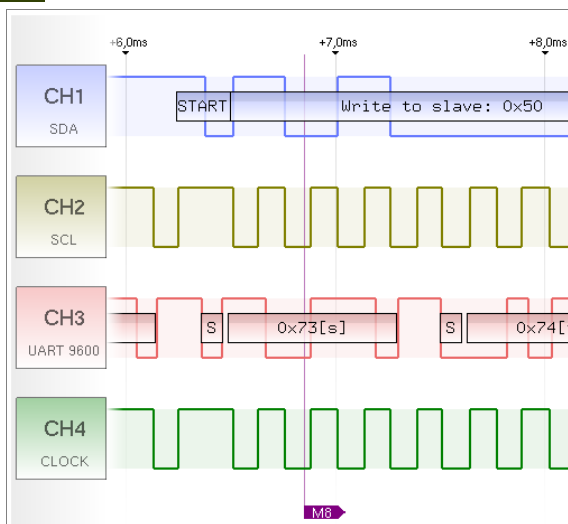 +6,0ms +7,0ms +8,0ms
CH1
SDA
START Write to slave: 0x50
CH2
SCL
CH3
UART 9600
S 0x73[s] S 0x74[
CH4
CLOCK
M8